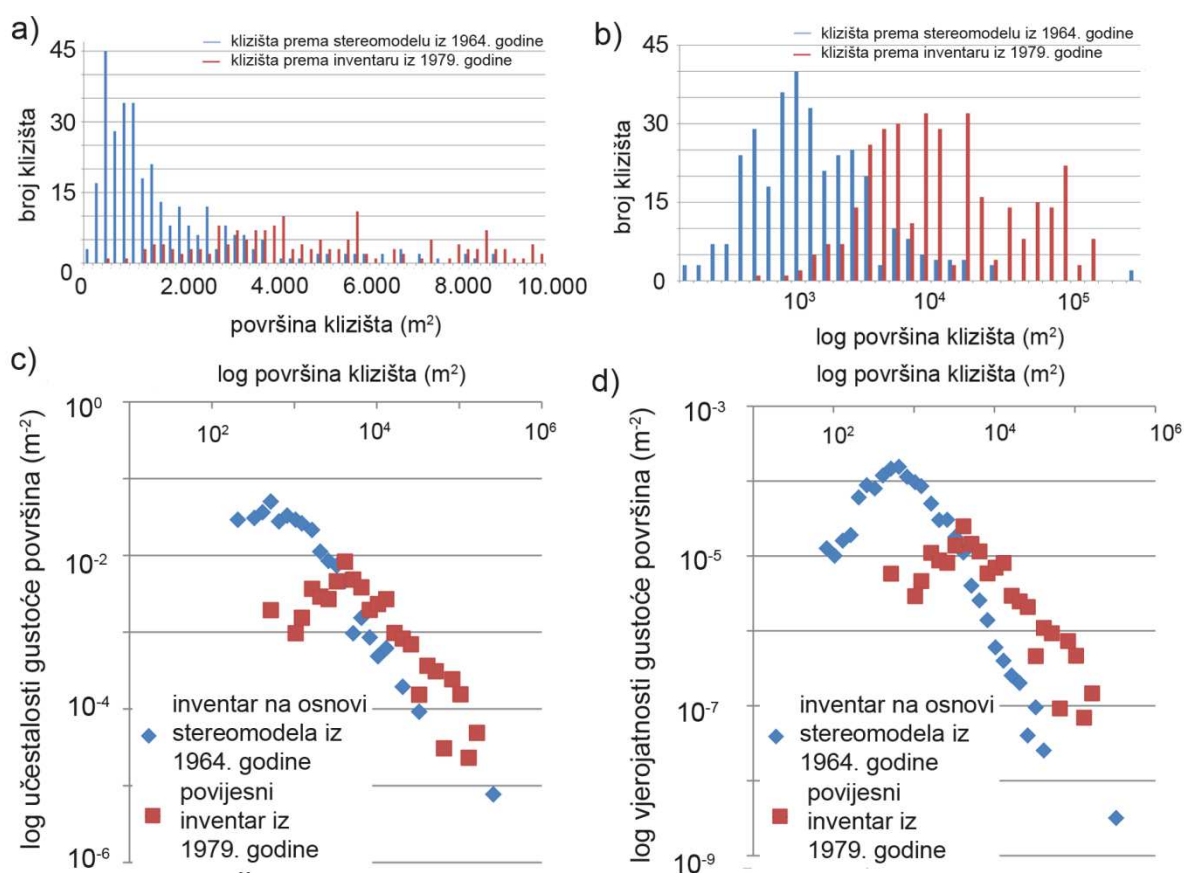 a)
45
30
15
0
broj klizišta
klizišta prema stereomodelu iz 1964. godine
klizišta prema inventaru iz 1979. godine
0
2.000
4.000
6.000
8.000
10.000
površina klizišta (m²)
b)
45
30
15
0
broj klizišta
klizišta prema stereomodelu iz 1964. godine
klizišta prema inventaru iz 1979. godine
10³
10⁴
10⁵
log površina klizišta (m²)
c)
log površina klizišta (m²)
10⁰
10⁻²
10⁻⁴
10⁻⁶
10²
10⁴
10⁶
log učestalosti gustoće površina (m⁻²)
inventar na osnovi
stereomodela iz
1964. godine
povijesni
inventar iz
1979. godine
d)
log površina klizišta (m²)
10⁻³
10⁻⁵
10⁻⁷
10⁻⁹
10²
10⁴
10⁶
log vjerojatnosti gustoće površina (m⁻²)
inventar na osnovi
stereomodela iz
1964. godine
povijesni
inventar iz
1979. godine